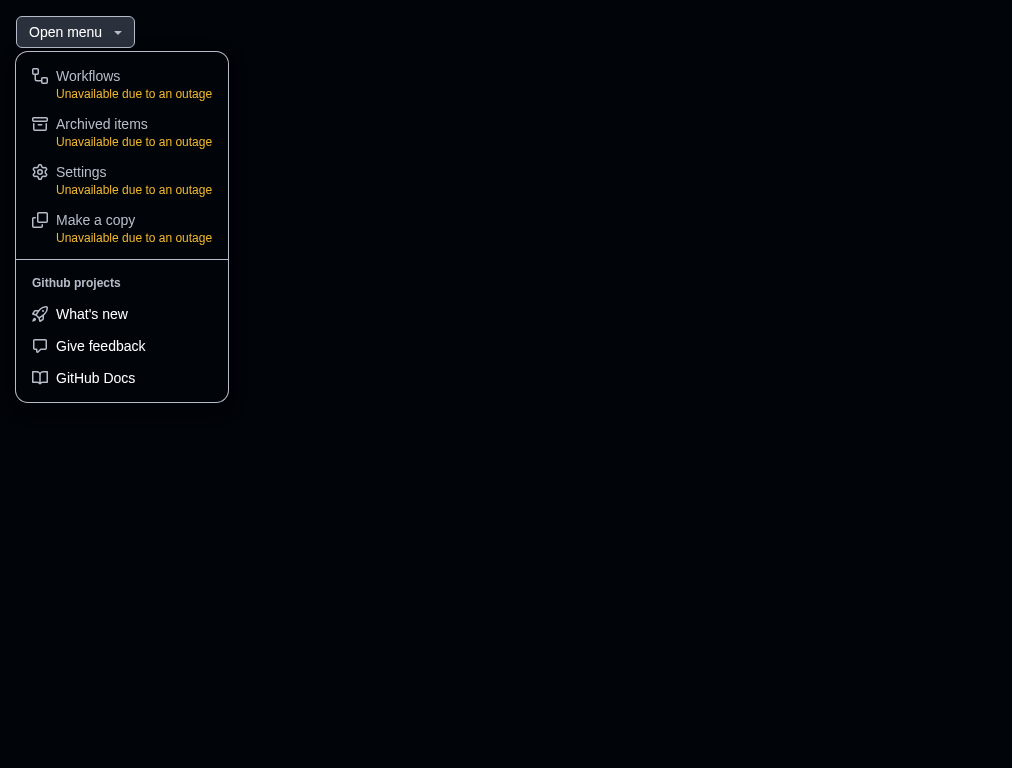 Open menu
Workflows
Unavailable due to an outage
Archived items
Unavailable due to an outage
Settings
Unavailable due to an outage
Make a copy
Unavailable due to an outage
Github projects
What's new
Give feedback
GitHub Docs